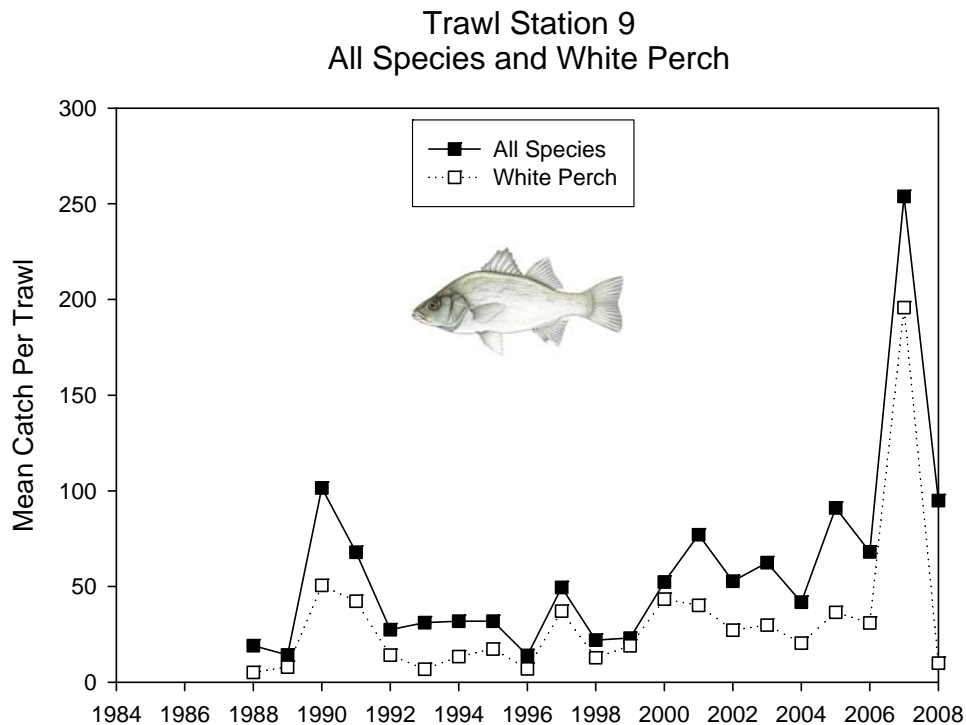 Trawl Station 9
All Species and White Perch
300
250
200
150
100
50
0
Mean Catch Per Trawl
All Species
White Perch
1984 1986 1988 1990 1992 1994 1996 1998 2000 2002 2004 2006 2008